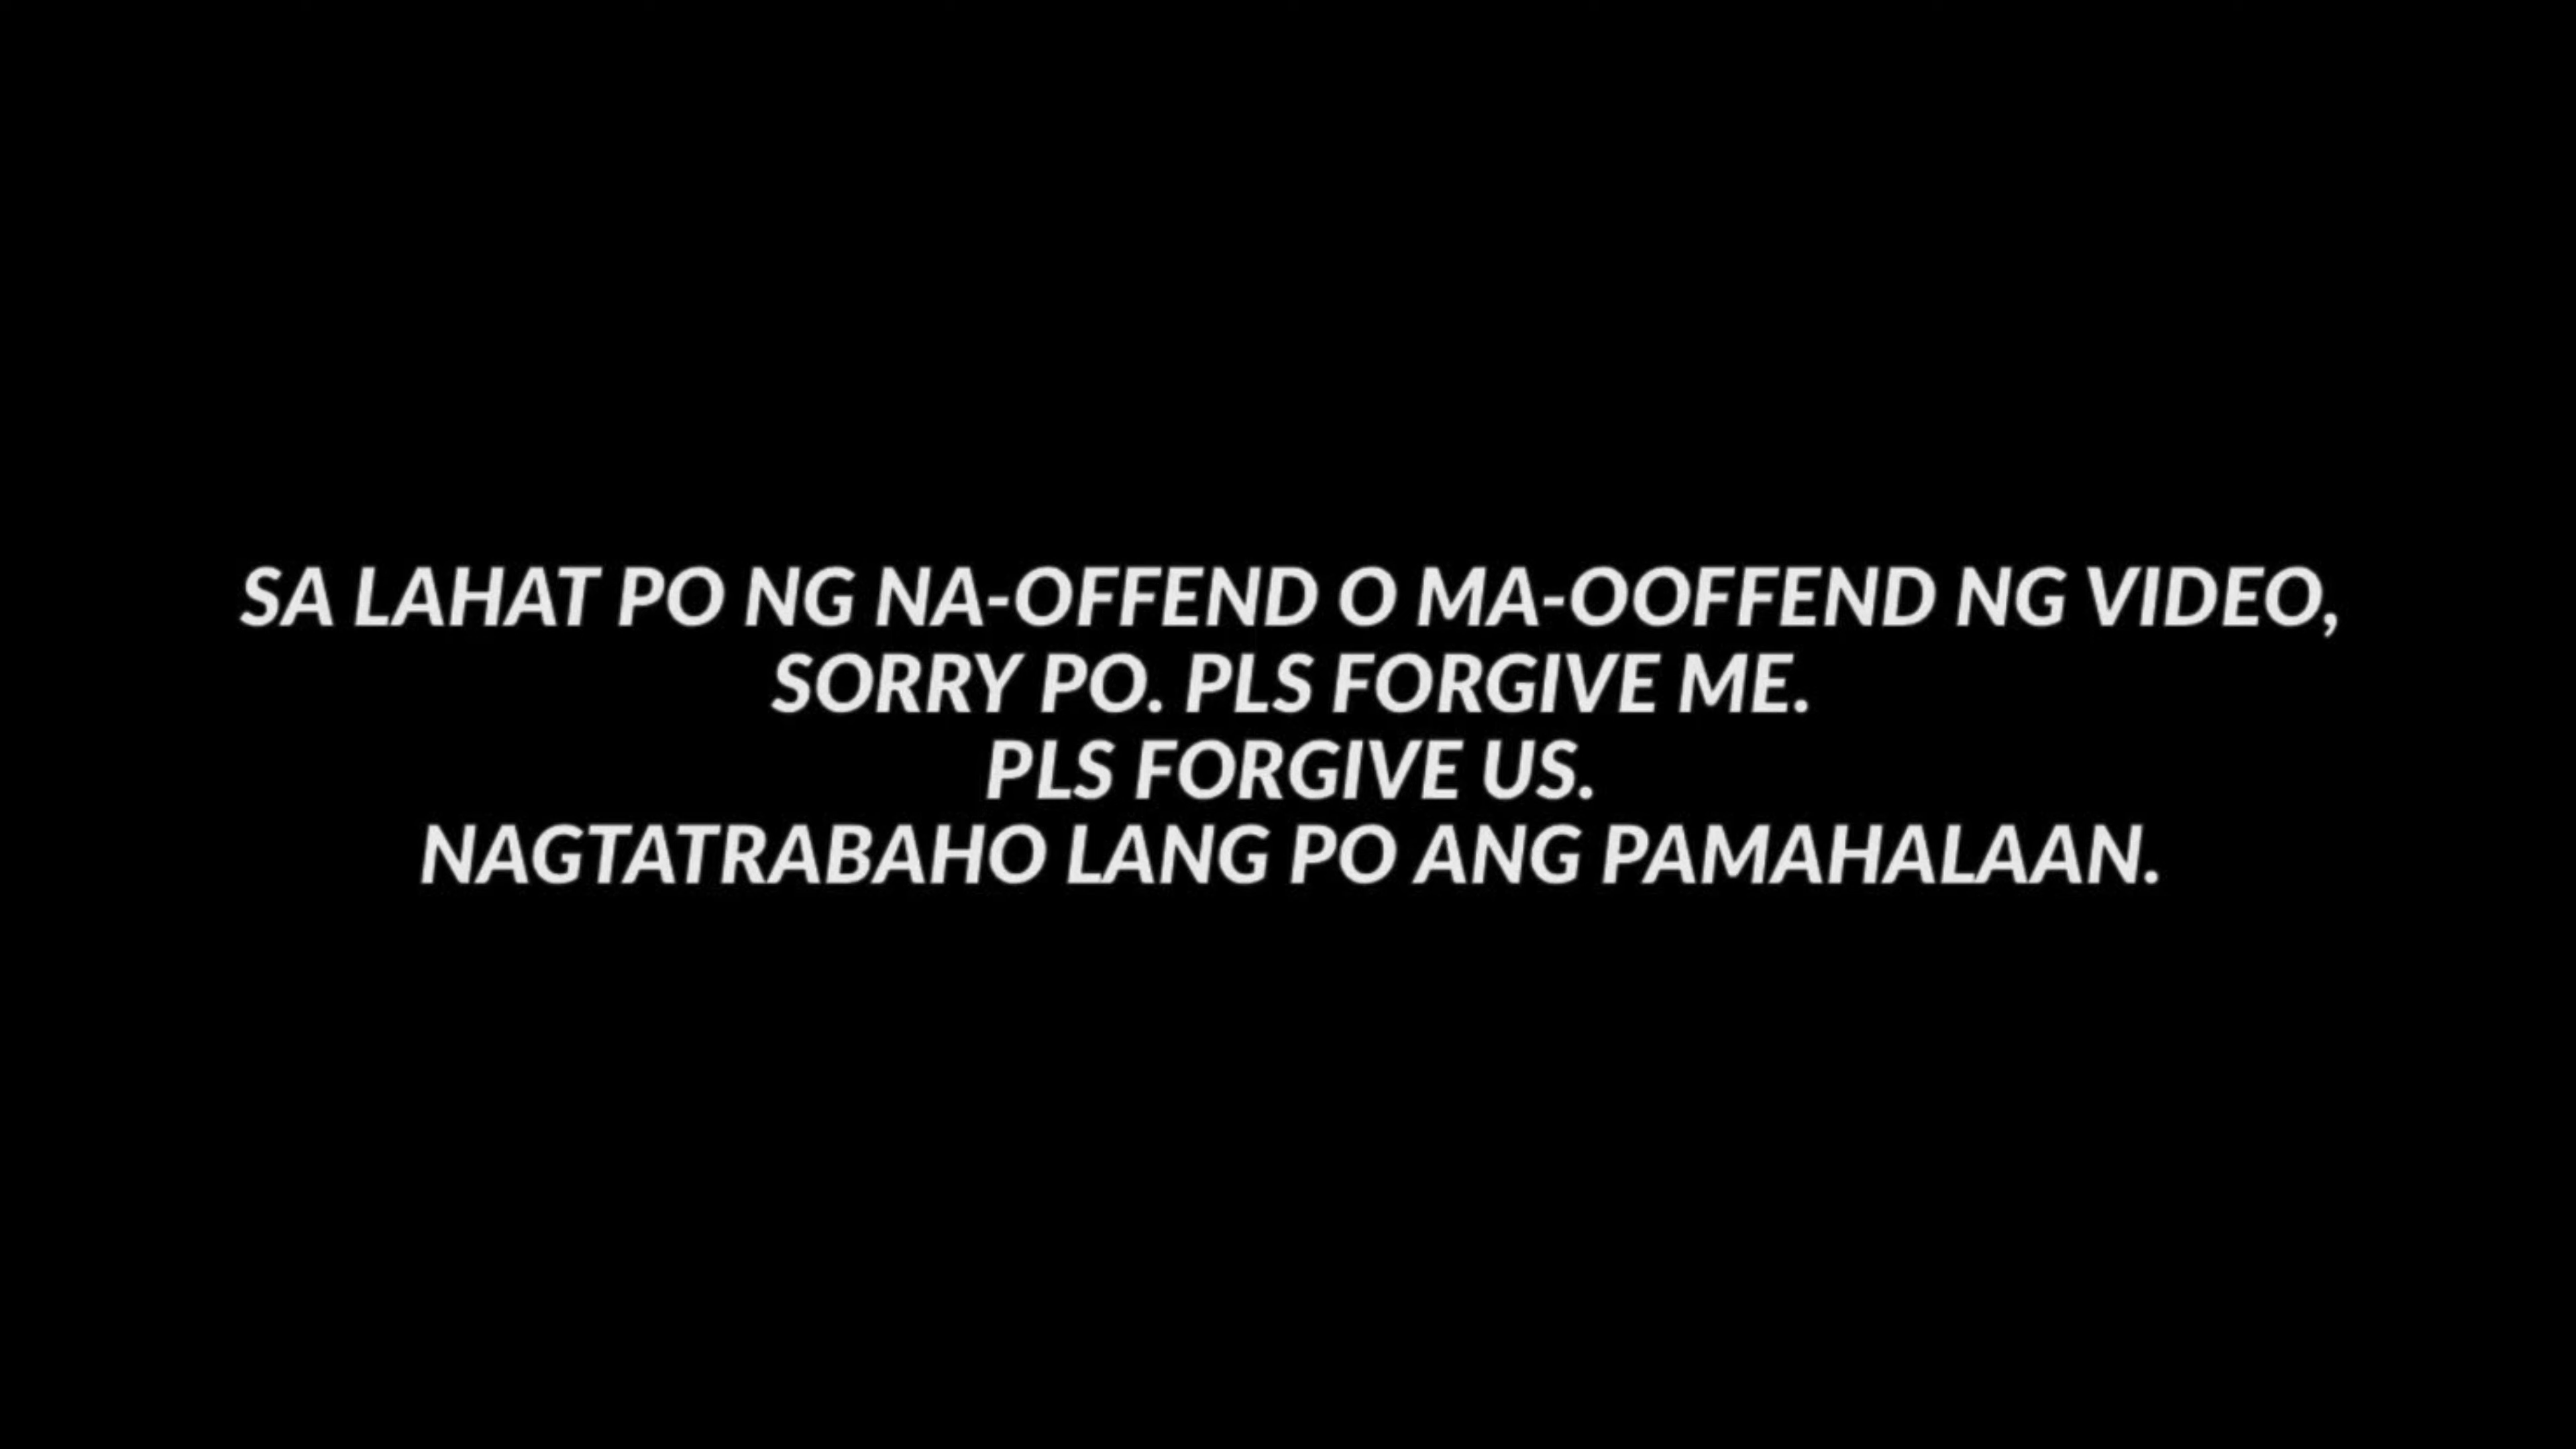 SA LAHAT PO NG NA-OFFEND O MA-OOFFEND NG VIDEO,
SORRY PO. PLS FORGIVE ME.
PLS FORGIVE US.
NAGTATRABAHO LANG PO ANG PAMAHALAAN.